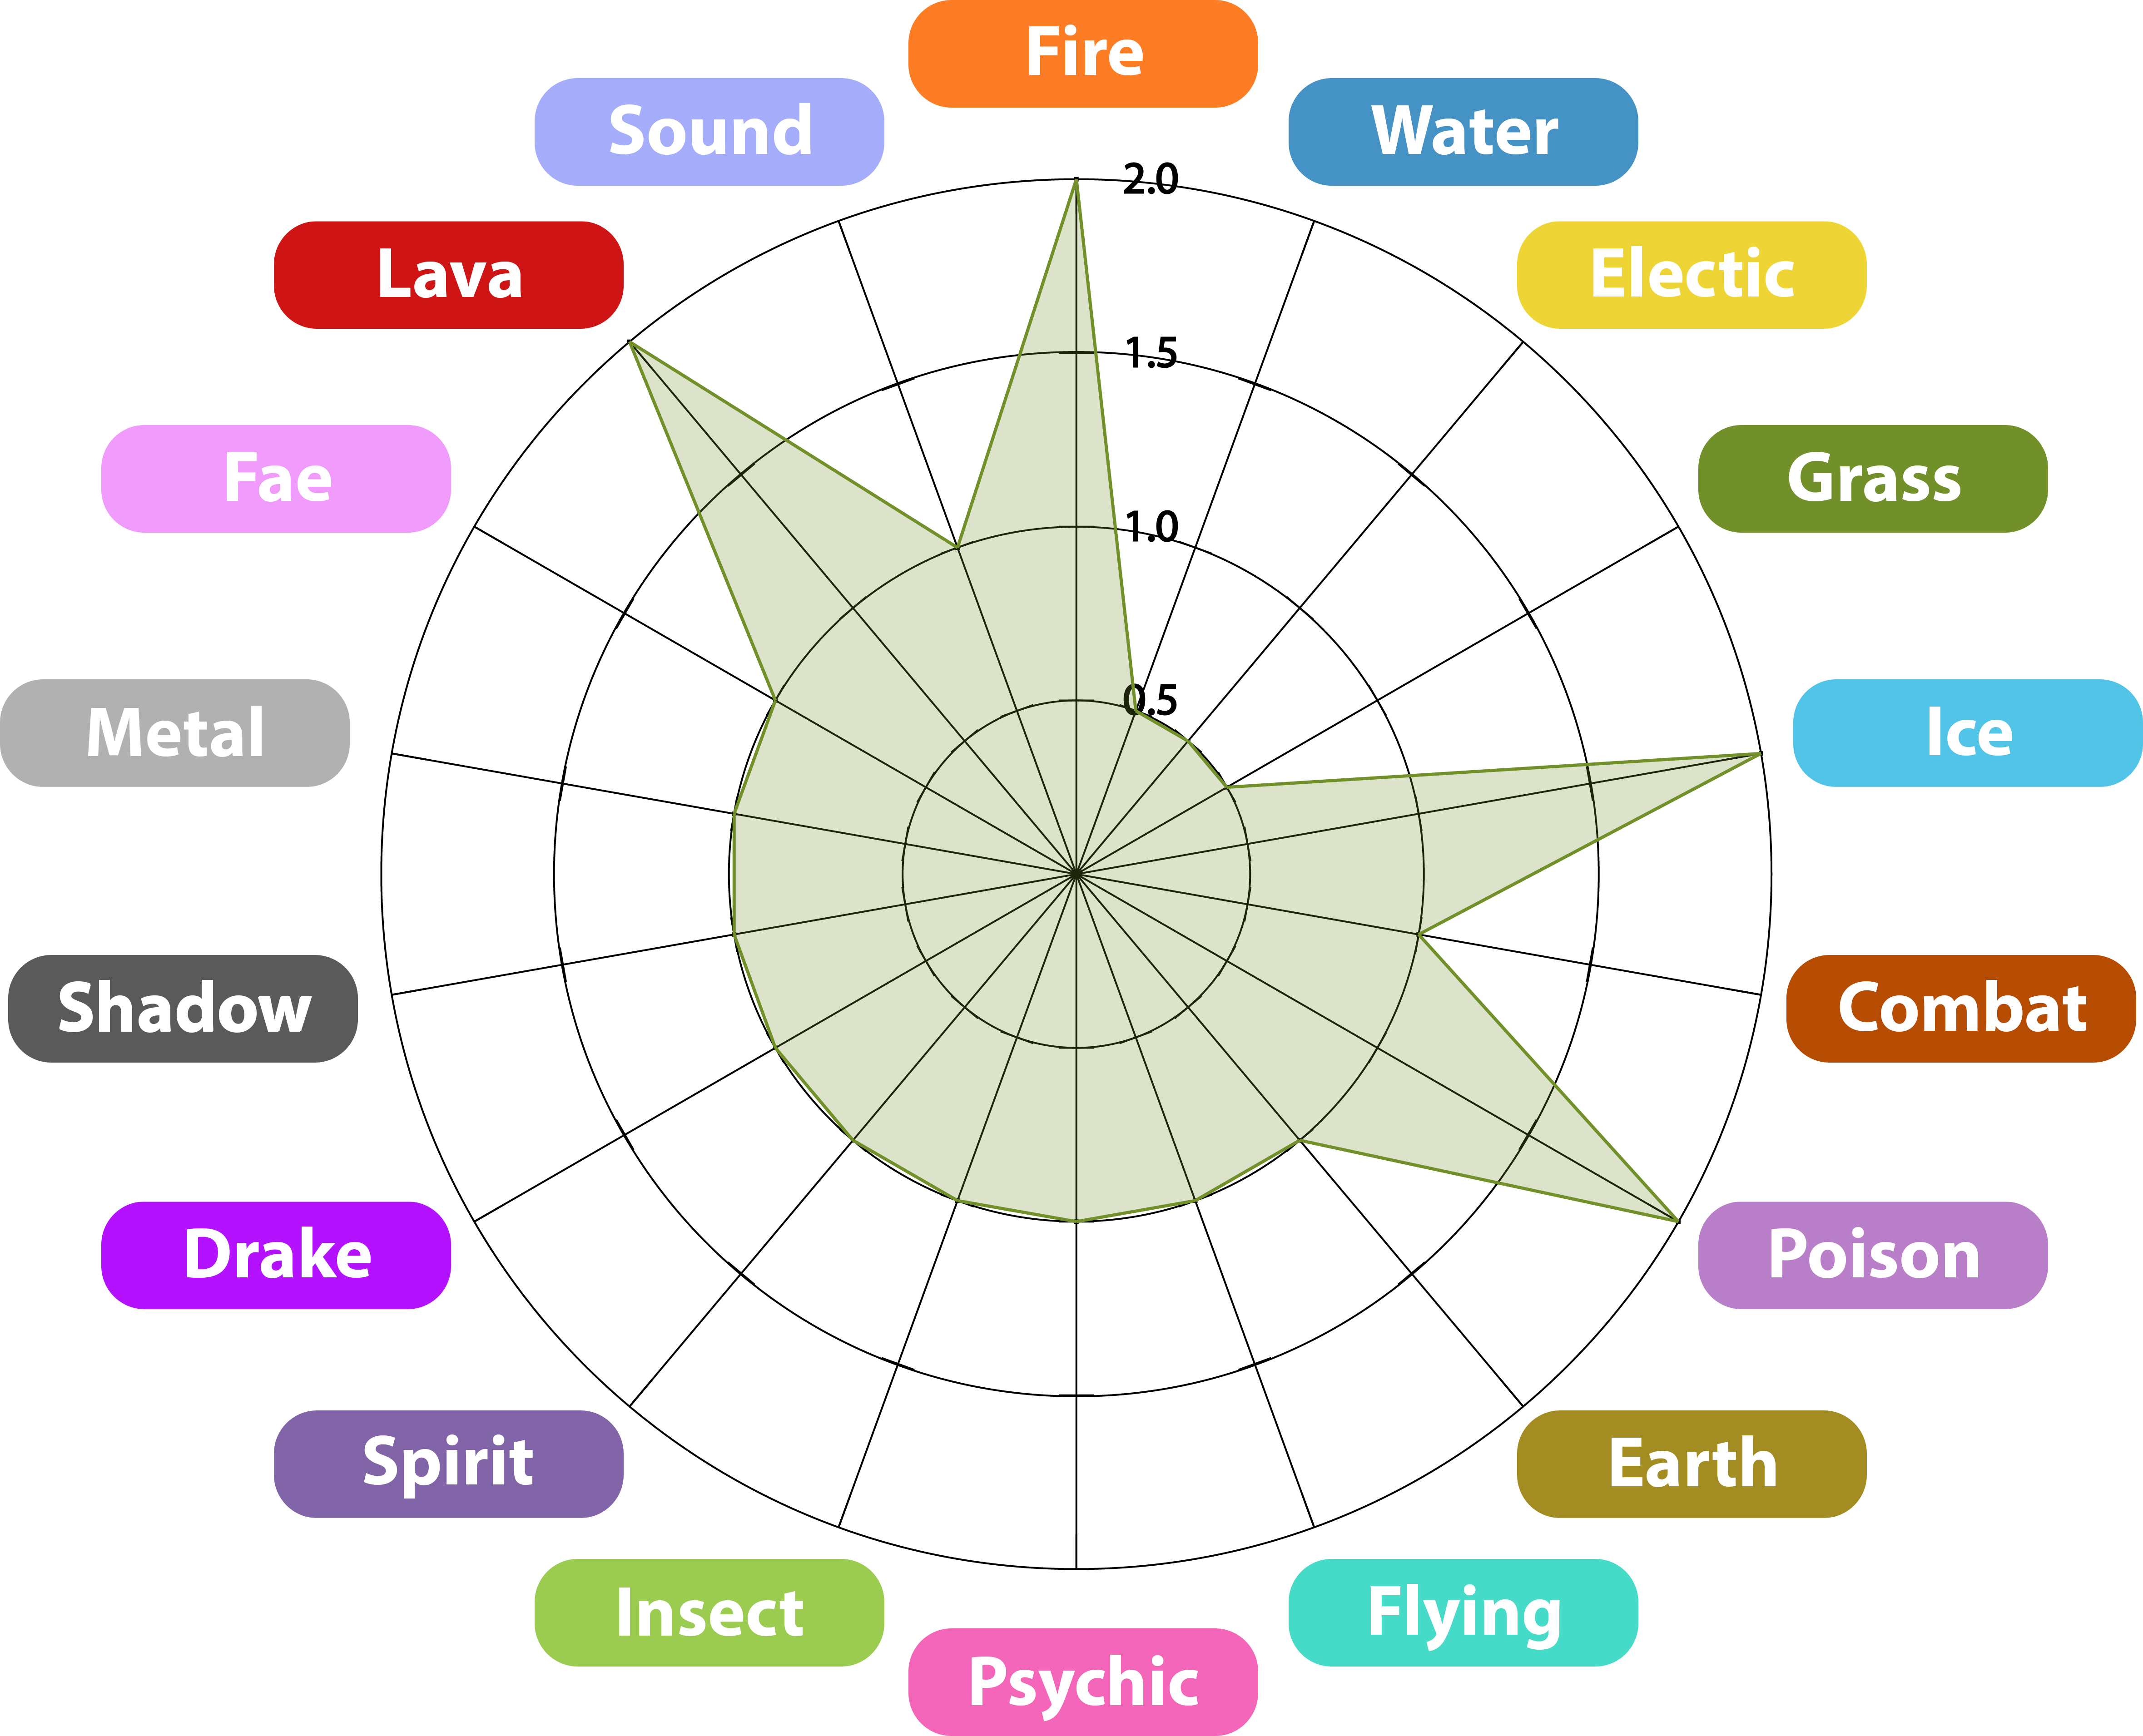 Fire
Sound
Water
2.0
Lava
Electic
1.5
Fae
Grass
1.0
Metal
0.5
Ice
Shadow
Combat
Drake
Poison
Spirit
Earth
Insect
Flying
Psychic